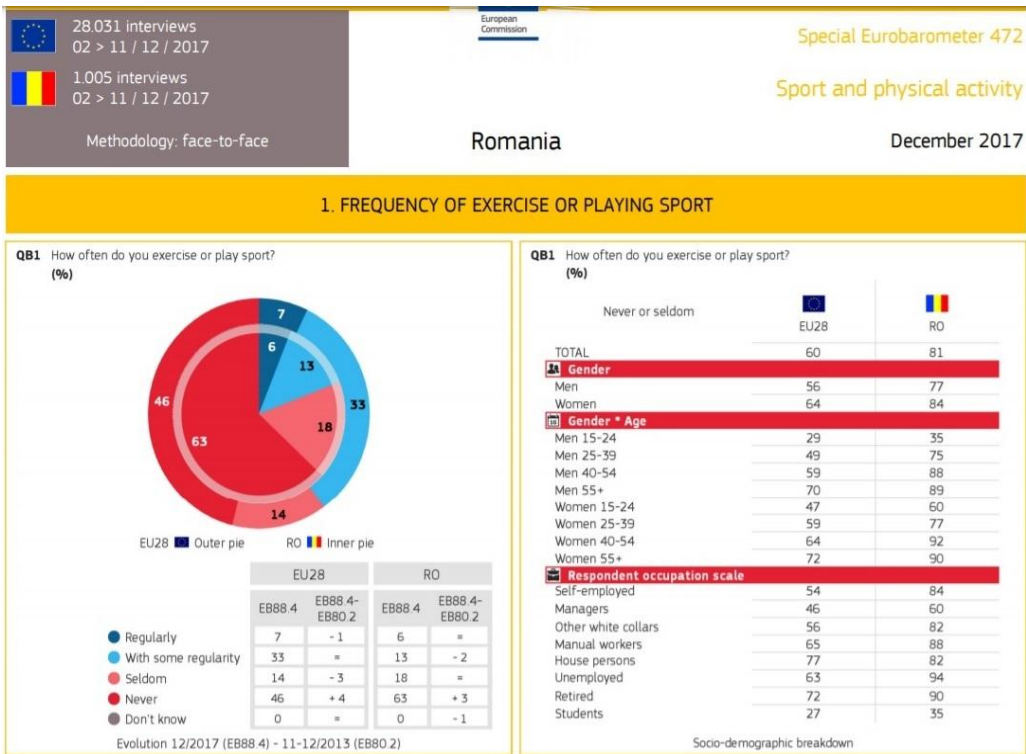 28.031 interviews
02 > 11 / 12 / 2017
1.005 interviews
02 > 11 / 12 / 2017
Methodology: face-to-face
European
Commission
Romania
Special Eurobarometer 472
Sport and physical activity
December 2017
1. FREQUENCY OF EXERCISE OR PLAYING SPORT
QB1 How often do you exercise or play sport?
(%)
7
6
13
33
18
14
46
63
EU28 Outer pie RO Inner pie
EU28 RO
EB88.4 EB88.4-EB80.2 EB88.4 EB88.4-EB80.2
Regularly 7 - 1 6 =
With some regularity 33 = 13 - 2
Seldom 14 - 3 18 =
Never 46 + 4 63 + 3
Don't know 0 = 0 - 1
Evolution 12/2017 (EB88.4) - 11-12/2013 (EB80.2)
QB1 How often do you exercise or play sport?
(%)
Never or seldom EU28 RO
TOTAL 60 81
Gender
Men 56 77
Women 64 84
Gender * Age
Men 15-24 29 35
Men 25-39 49 75
Men 40-54 59 88
Men 55+ 70 89
Women 15-24 47 60
Women 25-39 59 77
Women 40-54 64 92
Women 55+ 72 90
Respondent occupation scale
Self-employed 54 84
Managers 46 60
Other white collars 56 82
Manual workers 65 88
House persons 77 82
Unemployed 63 94
Retired 72 90
Students 27 35
Socio-demographic breakdown